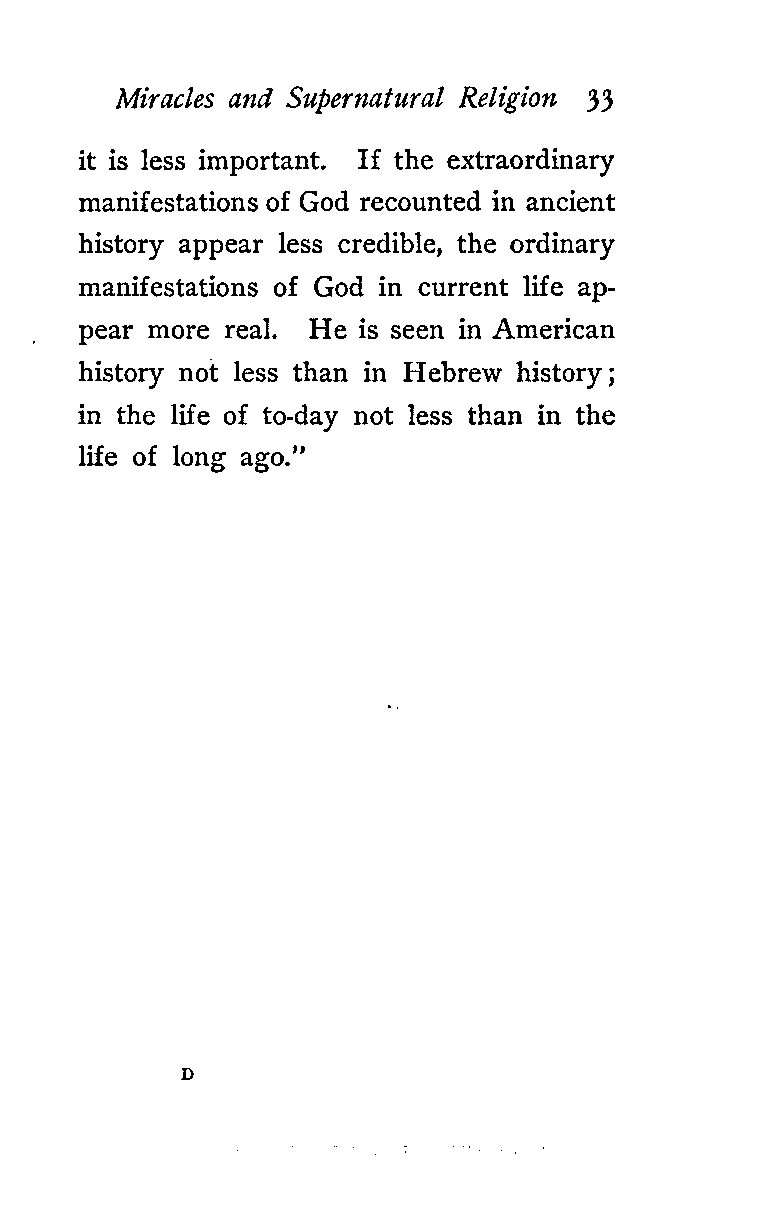 Miracles and Supernatural Religion 33
it is less important. If the extraordinary
manifestations of God recounted in ancient
history appear less credible, the ordinary
manifestations of God in current life ap-
pear more real. He is seen in American
history not less than in Hebrew history;
in the life of to-day not less than in the
life of long ago."
D